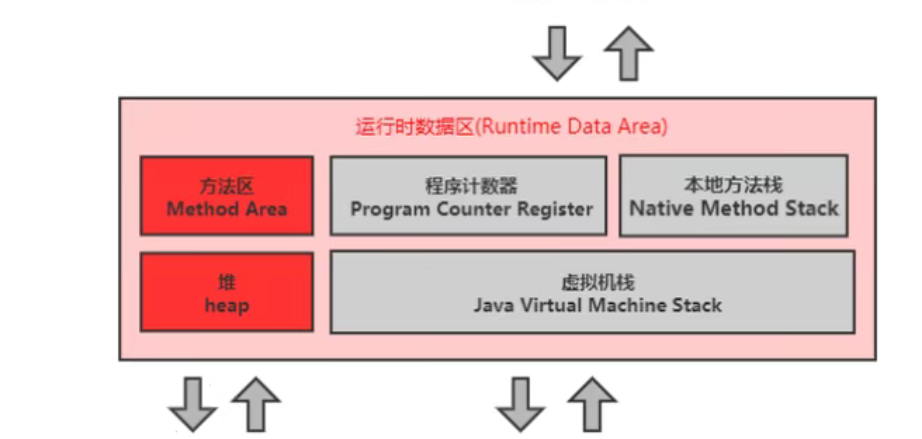 运行时数据区(Runtime Data Area)
方法区
Method Area
程序计数器
Program Counter Register
本地方法栈
Native Method Stack
堆
heap
虚拟机栈
Java Virtual Machine Stack